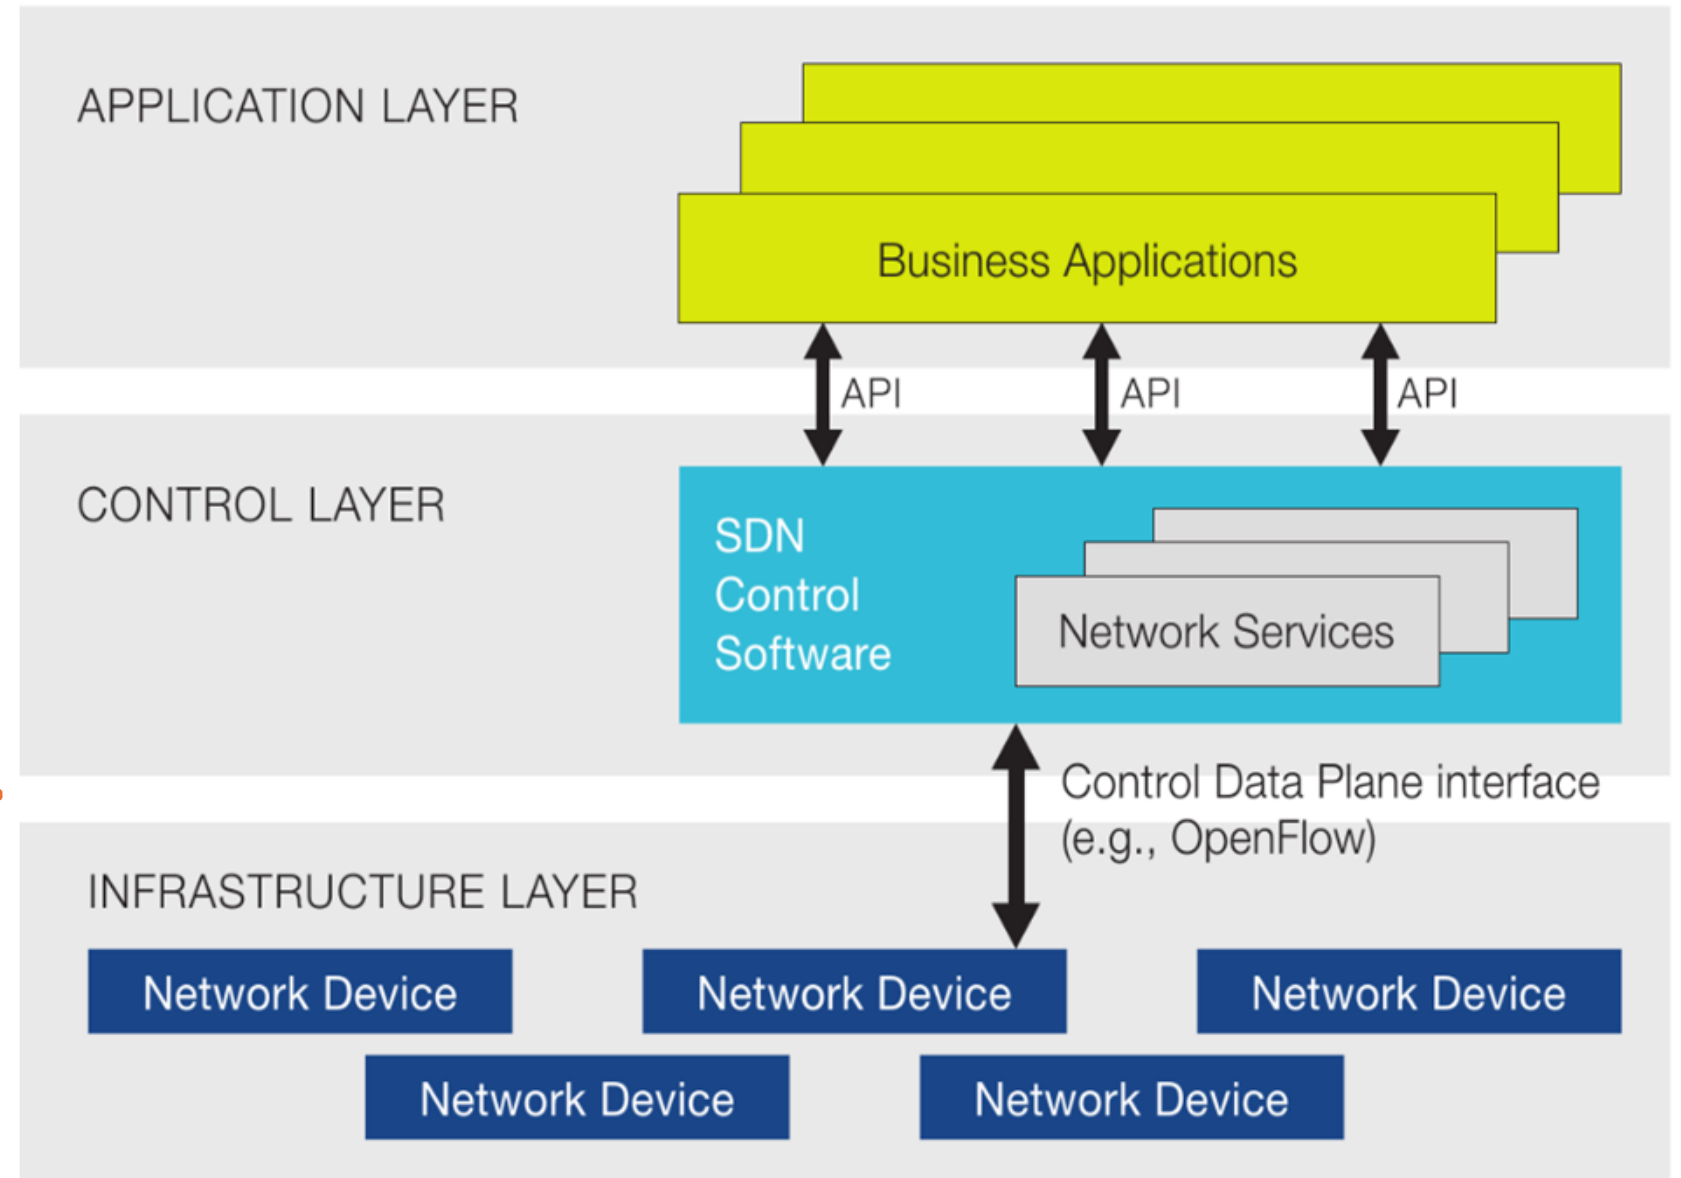 APPLICATION LAYER
Business Applications
API
API
API
CONTROL LAYER
SDN
Control
Software
Network Services
Control Data Plane interface
(e.g., OpenFlow)
INFRASTRUCTURE LAYER
Network Device
Network Device
Network Device
Network Device
Network Device